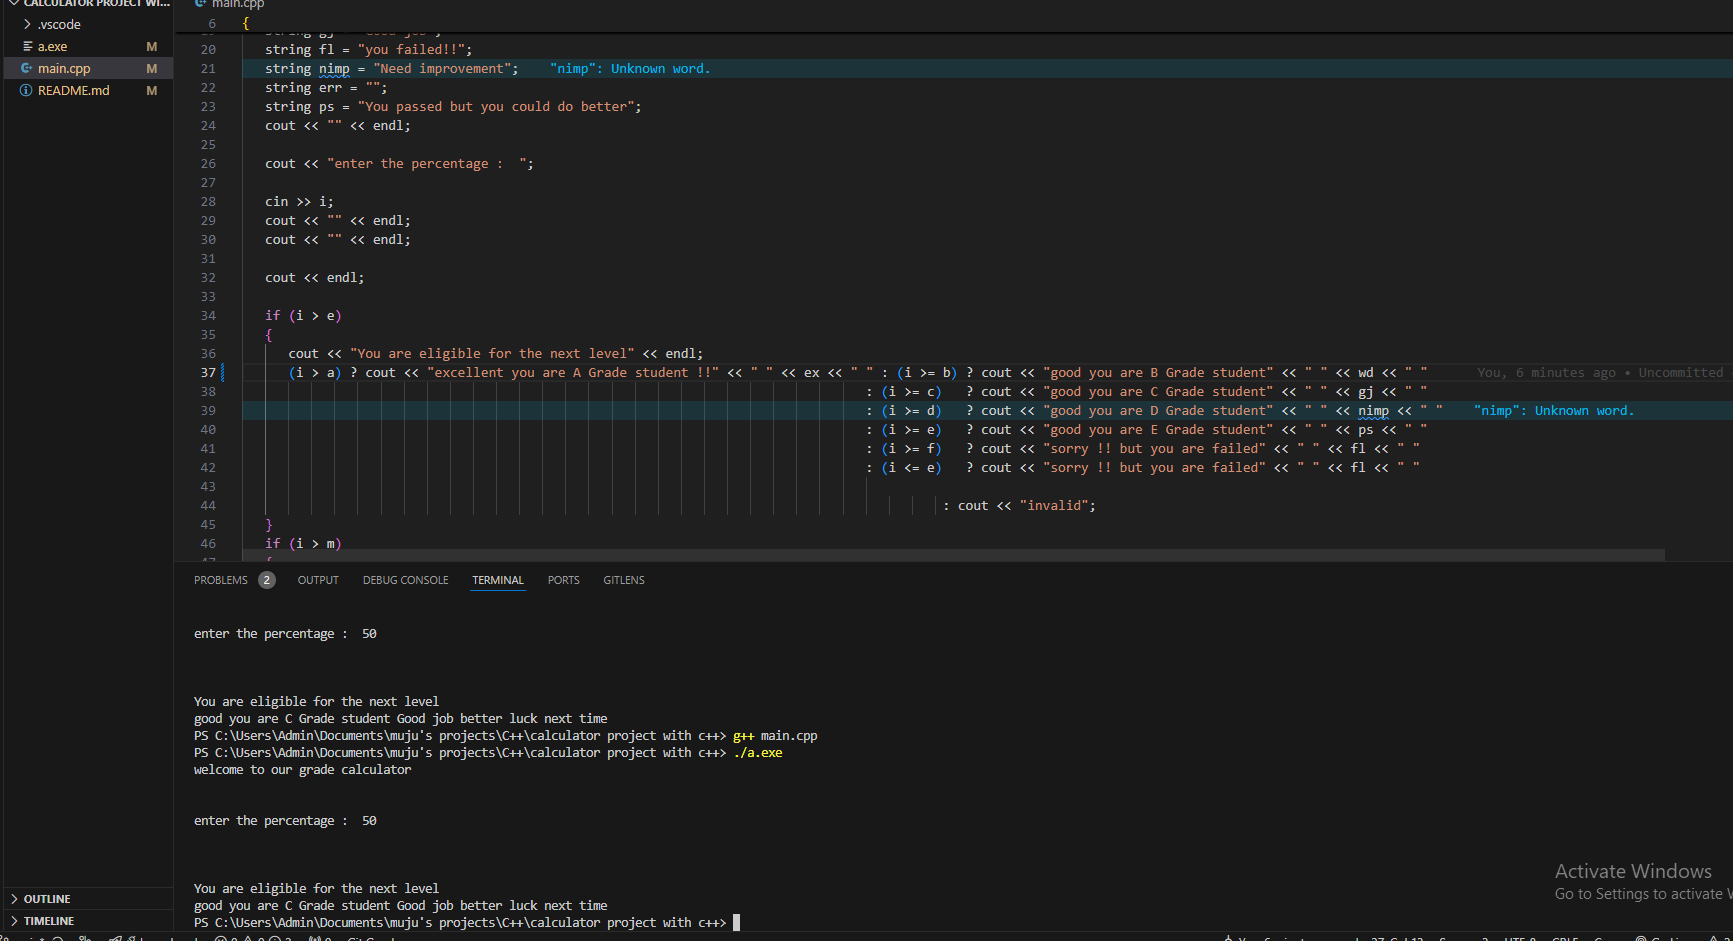 CALCULATOR PROJECT WI...
.vscode
a.exe M
main.cpp M
README.md M
OUTLINE
TIMELINE
main.cpp
6 {
20 string fl = "you failed!!";
21 string nimp = "Need improvement"; "nimp": Unknown word.
22 string err = "";
23 string ps = "You passed but you could do better";
24 cout << "" << endl;
25
26 cout << "enter the percentage :  ";
27
28 cin >> i;
29 cout << "" << endl;
30 cout << "" << endl;
31
32 cout << endl;
33
34 if (i > e)
35 {
36 cout << "You are eligible for the next level" << endl;
37 (i > a) ? cout << "excellent you are A Grade student !!" << " " << ex << " " : (i >= b) ? cout << "good you are B Grade student" << " " << wd << " " You, 6 minutes ago • Uncommitted
38 : (i >= c) ? cout << "good you are C Grade student" << " " << gj << " "
39 : (i >= d) ? cout << "good you are D Grade student" << " " << nimp << " " "nimp": Unknown word.
40 : (i >= e) ? cout << "good you are E Grade student" << " " << ps << " "
41 : (i >= f) ? cout << "sorry !! but you are failed" << " " << fl << " "
42 : (i <= e) ? cout << "sorry !! but you are failed" << " " << fl << " "
43
44 : cout << "invalid";
45 }
46 if (i > m)
PROBLEMS 2 OUTPUT DEBUG CONSOLE TERMINAL PORTS GITLENS
enter the percentage :  50
You are eligible for the next level
good you are C Grade student Good job better luck next time
PS C:\Users\Admin\Documents\muju's projects\C++\calculator project with c++> g++ main.cpp
PS C:\Users\Admin\Documents\muju's projects\C++\calculator project with c++> ./a.exe
welcome to our grade calculator
enter the percentage :  50
You are eligible for the next level
good you are C Grade student Good job better luck next time
PS C:\Users\Admin\Documents\muju's projects\C++\calculator project with c++>
Activate Windows
Go to Settings to activate